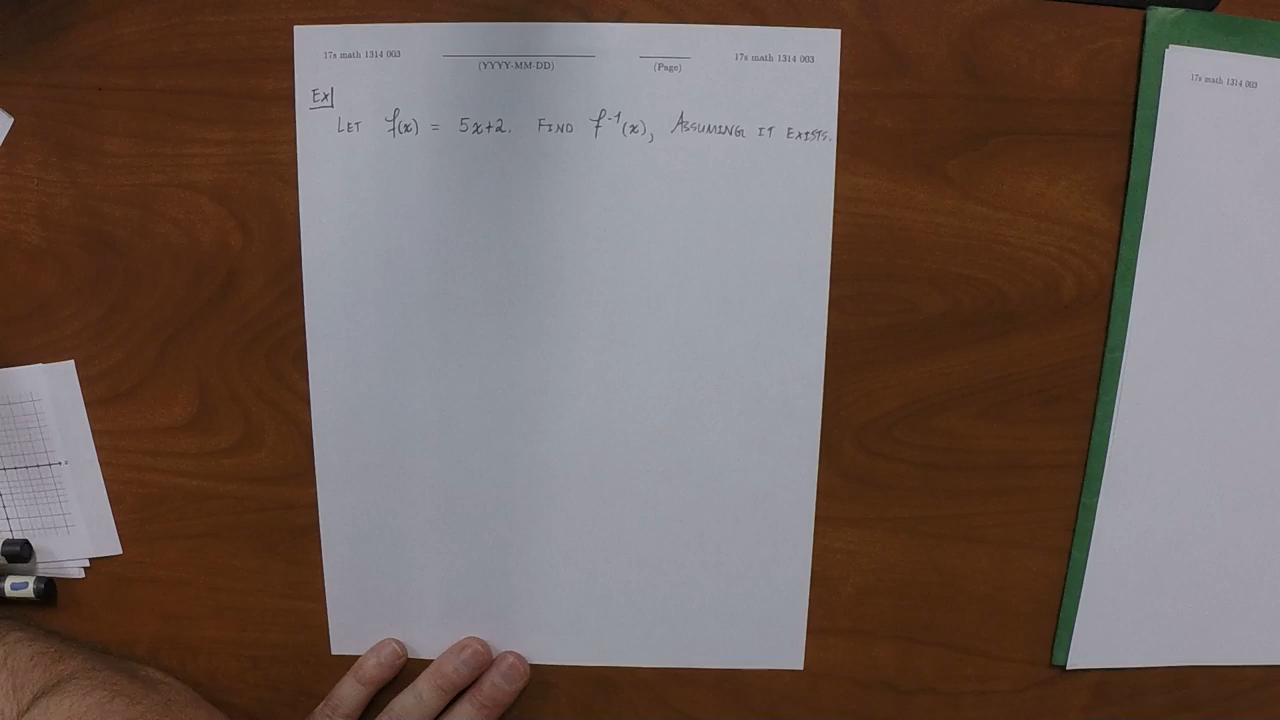 17s math 1314 003 (YYYY-MM-DD) (Page) 17s math 1314 003
Ex
LET f(x) = 5x+2. FIND f⁻¹(x), ASSUMING IT EXISTS.
17s math 1314 003